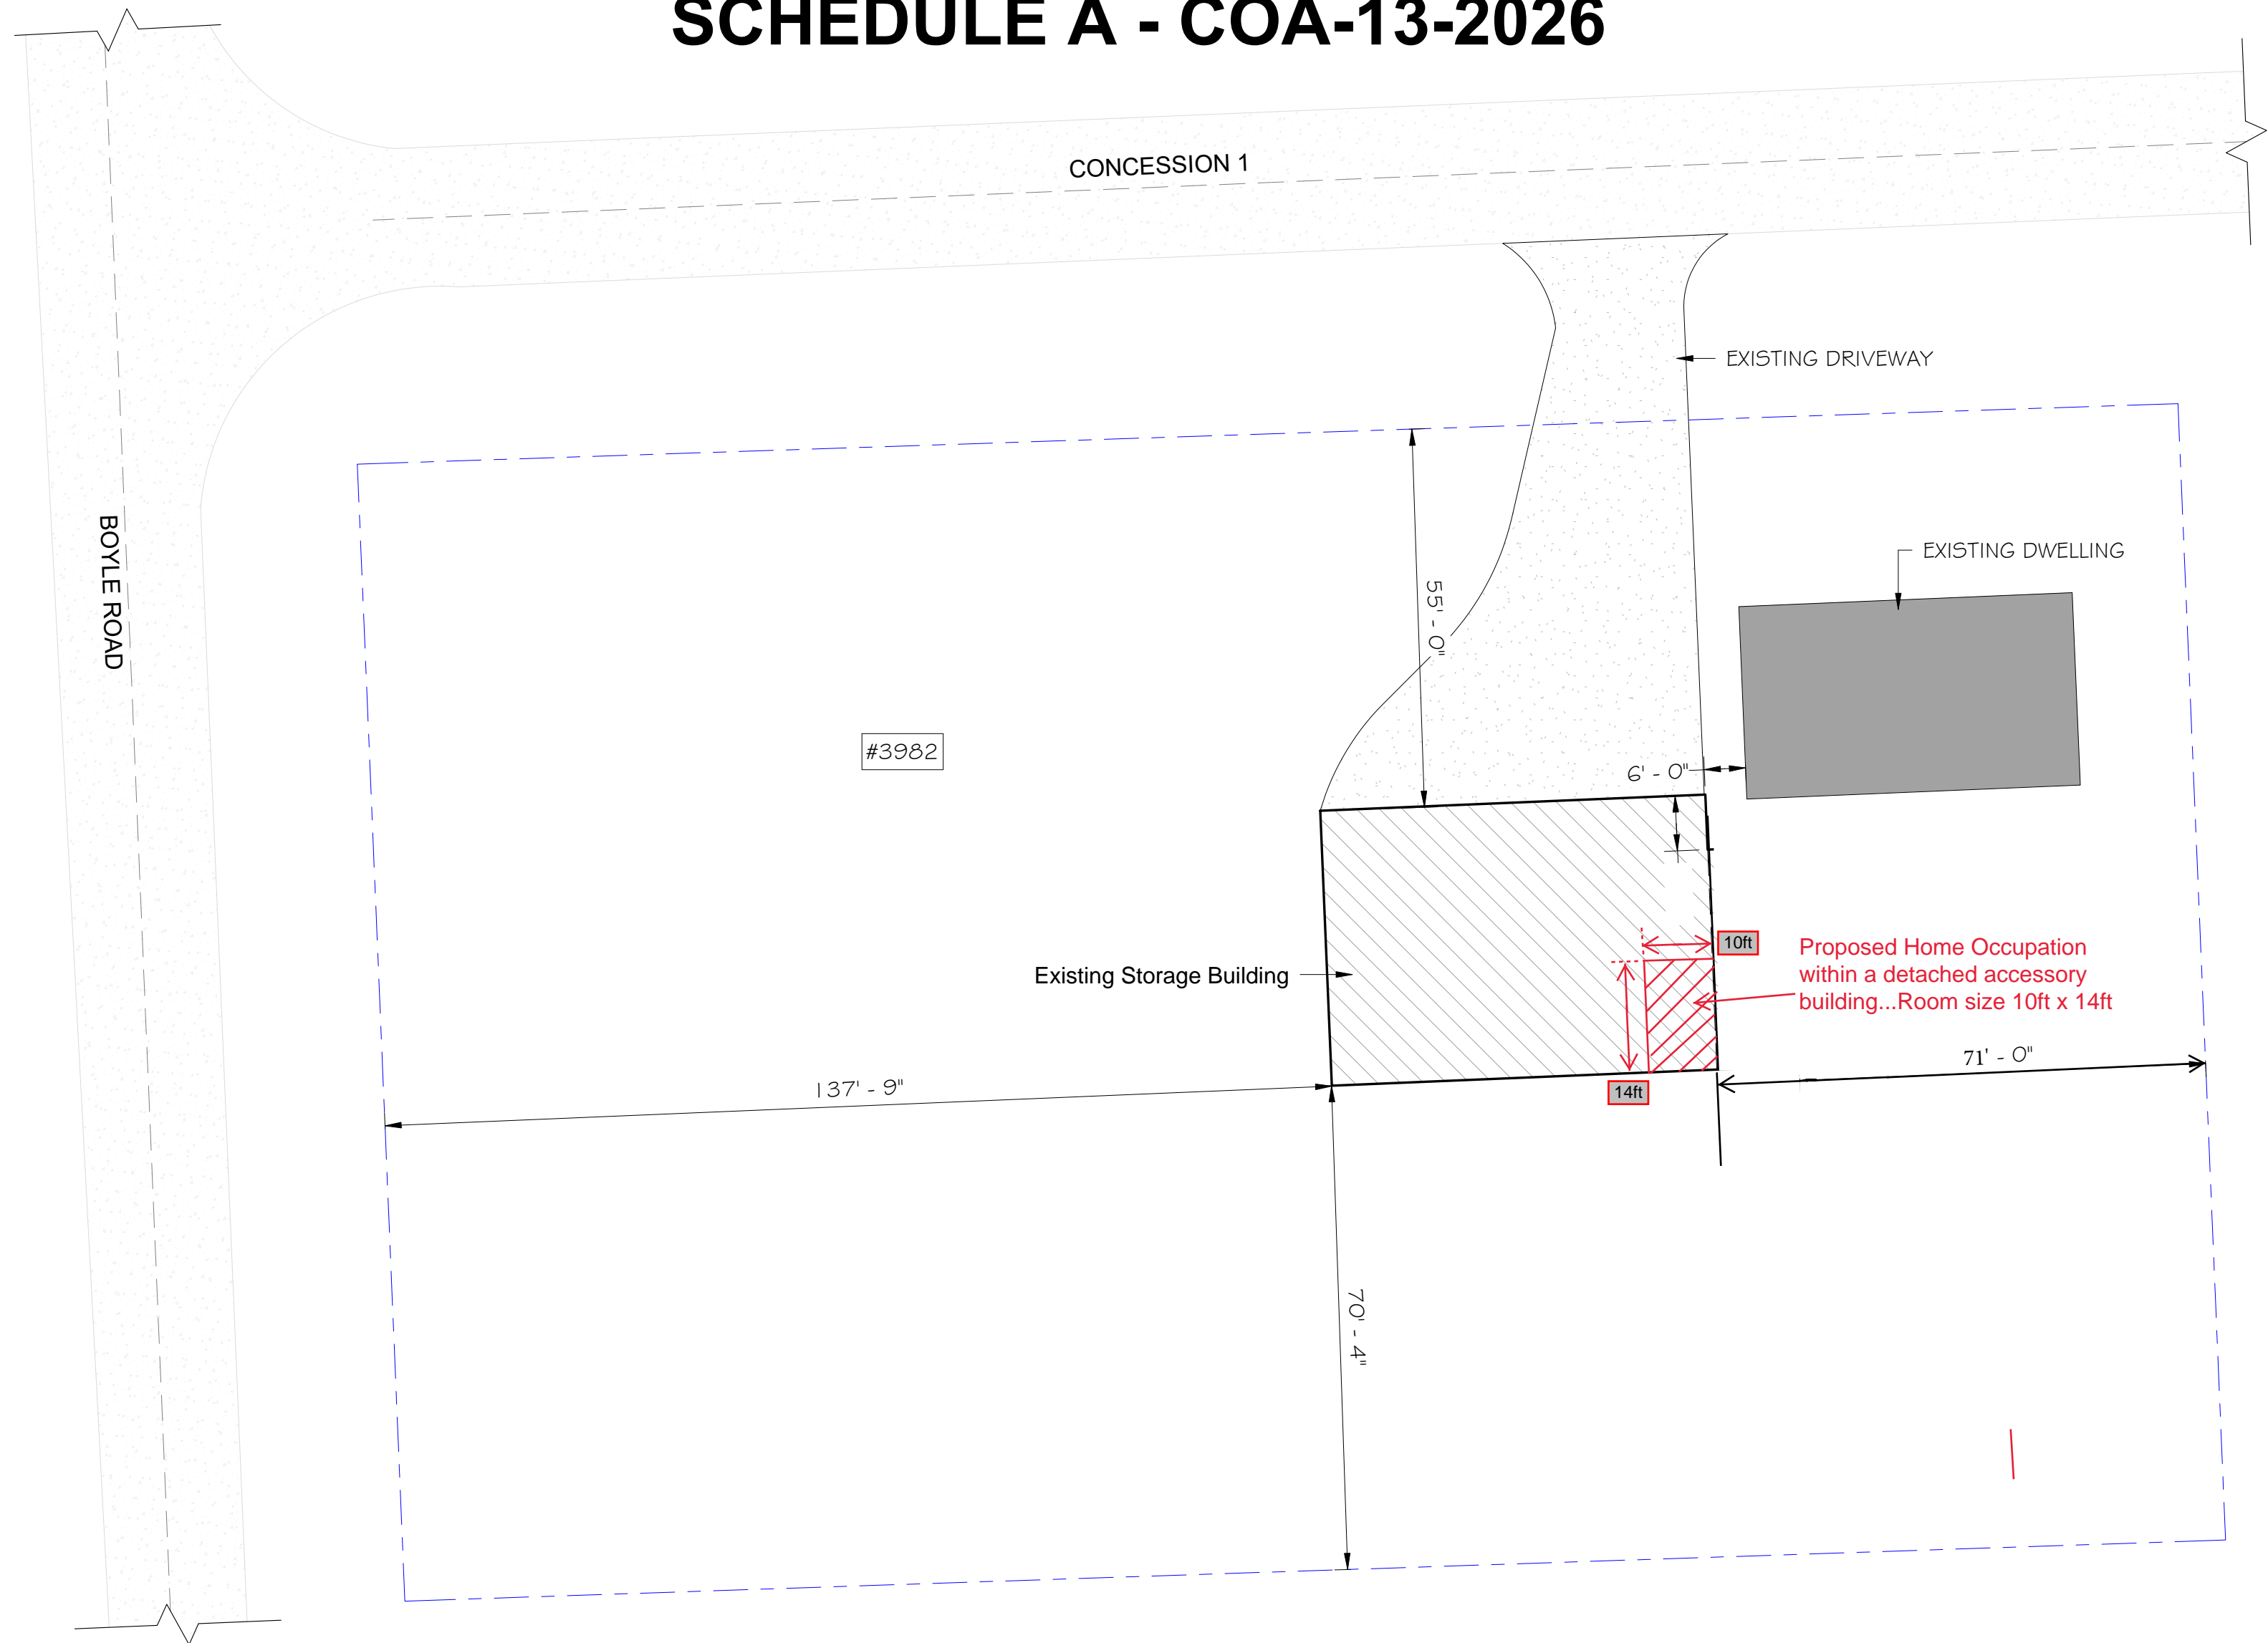 SCHEDULE A - COA-13-2026
CONCESSION 1
EXISTING DRIVEWAY
BOYLE ROAD
EXISTING DWELLING
55' - 0"
#3982
6' - 0"
10ft
Proposed Home Occupation
within a detached accessory
building...Room size 10ft x 14ft
Existing Storage Building
71' - 0"
137' - 9"
14ft
70' - 4"